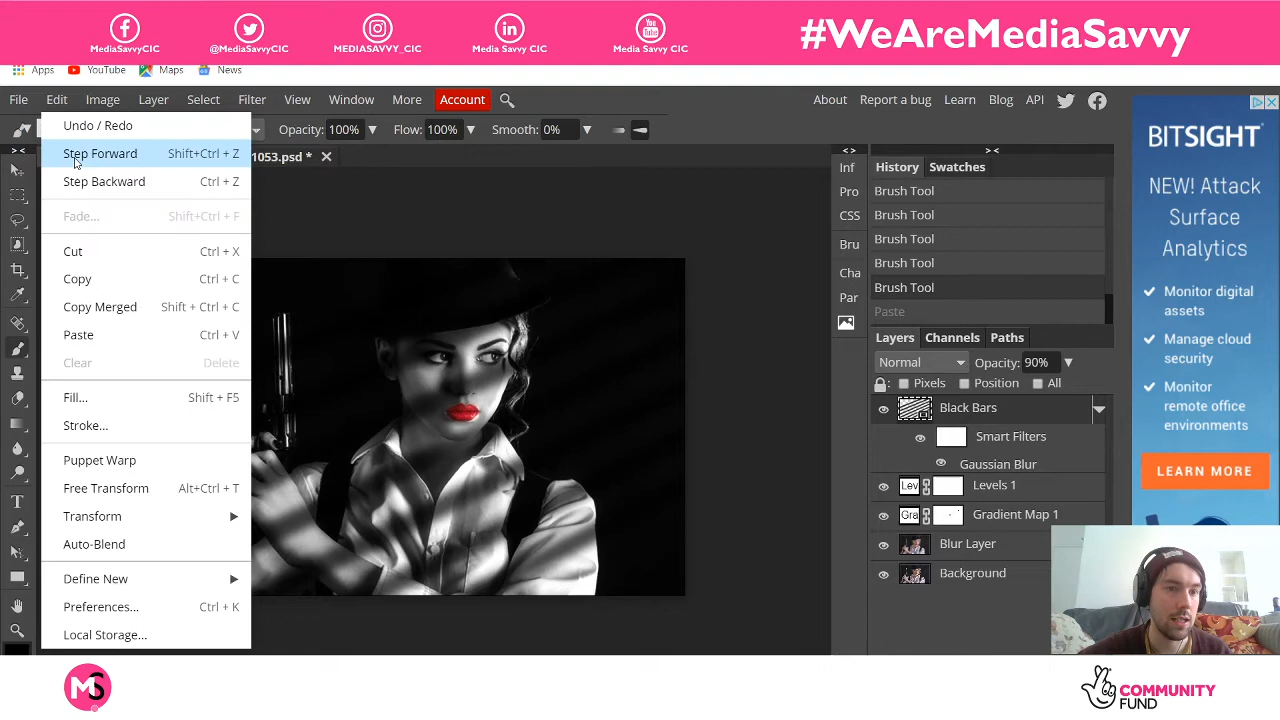 MediaSavvyCIC
@MediaSavvyCIC
MEDIASAVVY_CIC
Media Savvy CIC
You Tube
Media Savvy CIC
#WeAreMediaSavvy
Apps YouTube Maps News
File Edit Image Layer Select Filter View Window More Account
About Report a bug Learn Blog API
Opacity: 100% Flow: 100% Smooth: 0%
1053.psd *
Undo / Redo
Step Forward Shift+Ctrl + Z
Step Backward Ctrl + Z
Fade... Shift+Ctrl + F
Cut Ctrl + X
Copy Ctrl + C
Copy Merged Shift + Ctrl + C
Paste Ctrl + V
Clear Delete
Fill... Shift + F5
Stroke...
Puppet Warp
Free Transform Alt+Ctrl + T
Transform
Auto-Blend
Define New
Preferences... Ctrl + K
Local Storage...
> <
< >
Inf
Pro
CSS
Bru
Cha
Par
> <
History Swatches
Brush Tool
Brush Tool
Brush Tool
Brush Tool
Brush Tool
Paste
Layers Channels Paths
Normal Opacity: 90%
Pixels Position All
Black Bars
Smart Filters
Gaussian Blur
Lev Levels 1
Gra Gradient Map 1
Blur Layer
Background
BITSIGHT
NEW! Attack
Surface
Analytics
Monitor digital
assets
Manage cloud
security
Monitor
remote office
environments
LEARN MORE
MS
COMMUNITY
FUND